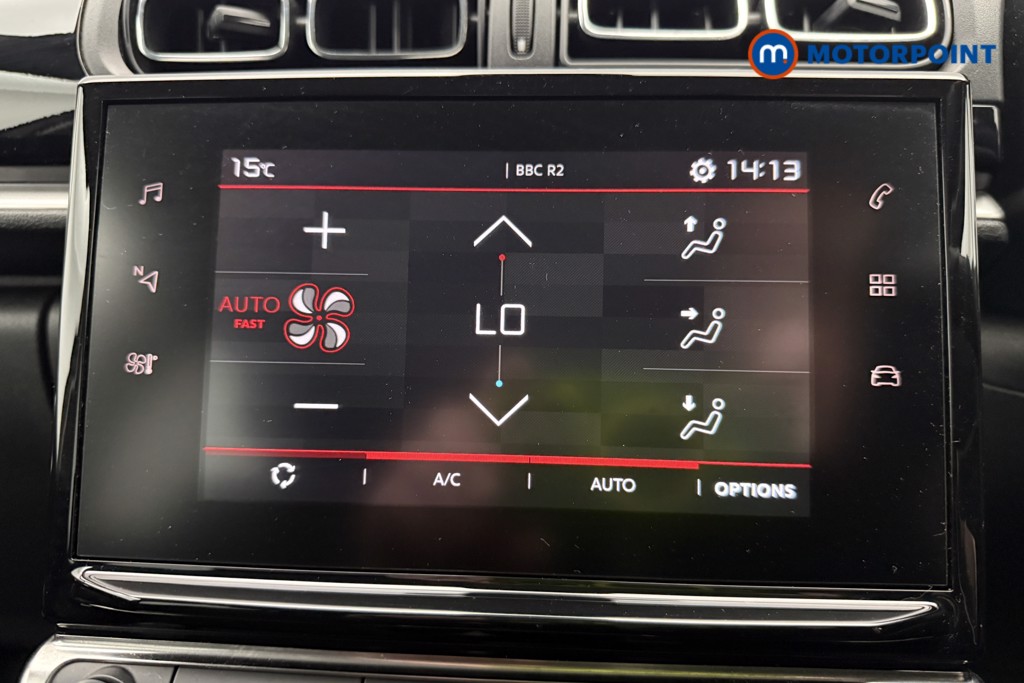 m MOTORPOINT
15°C | BBC R2 14:13
N
AUTO
FAST
LO
A/C | AUTO | OPTIONS